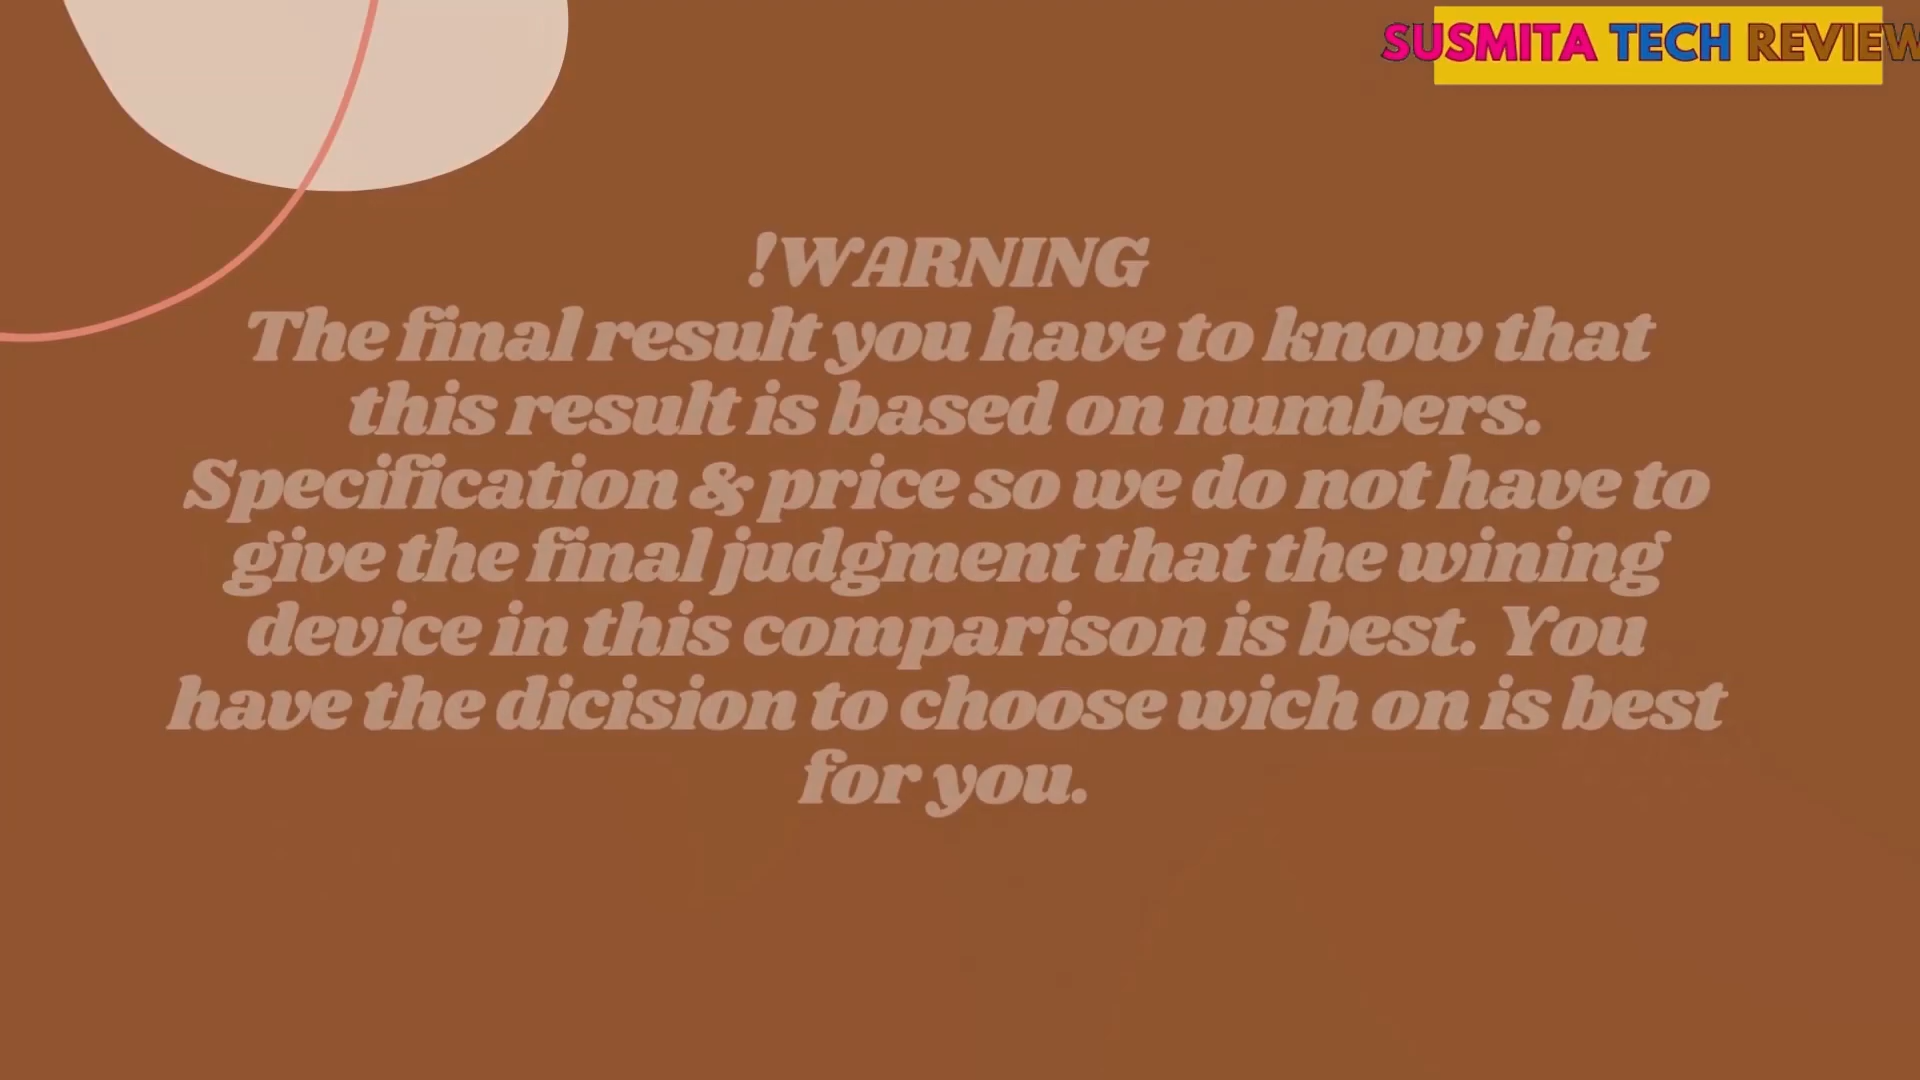 SUSMITA TECH REVIEW
!WARNING
The final result you have to know that
this result is based on numbers.
Specification & price so we do not have to
give the final judgment that the wining
device in this comparison is best. You
have the dicision to choose wich on is best
for you.